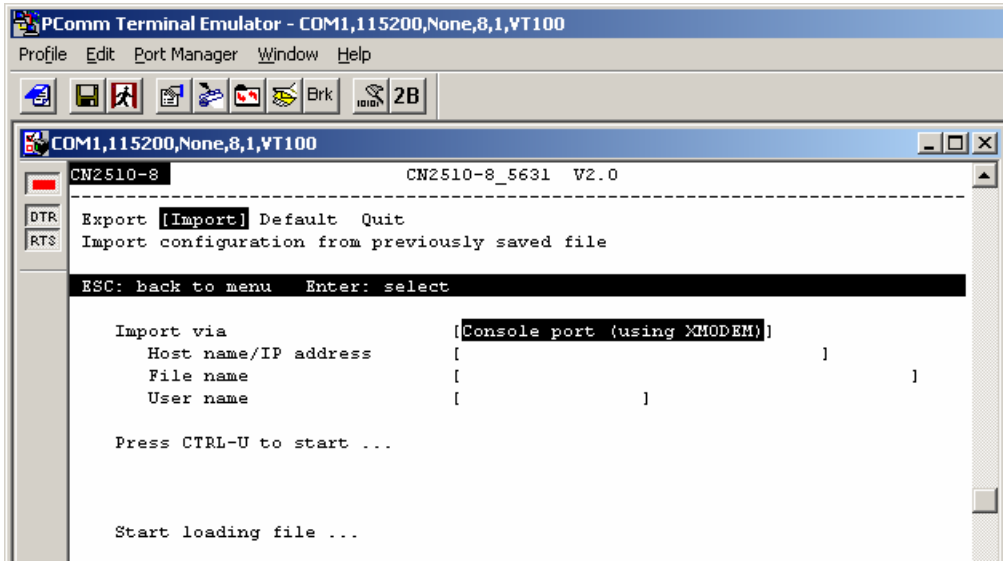 PComm Terminal Emulator - COM1,115200,None,8,1,VT100
Profile Edit Port Manager Window Help
Brk 2B
COM1,115200,None,8,1,VT100
CN2510-8 CN2510-8_5631 V2.0
DTR
RTS
Export [Import] Default Quit
Import configuration from previously saved file
ESC: back to menu Enter: select
Import via [Console port (using XMODEM)]
Host name/IP address [ ]
File name [ ]
User name [ ]
Press CTRL-U to start ...
Start loading file ...